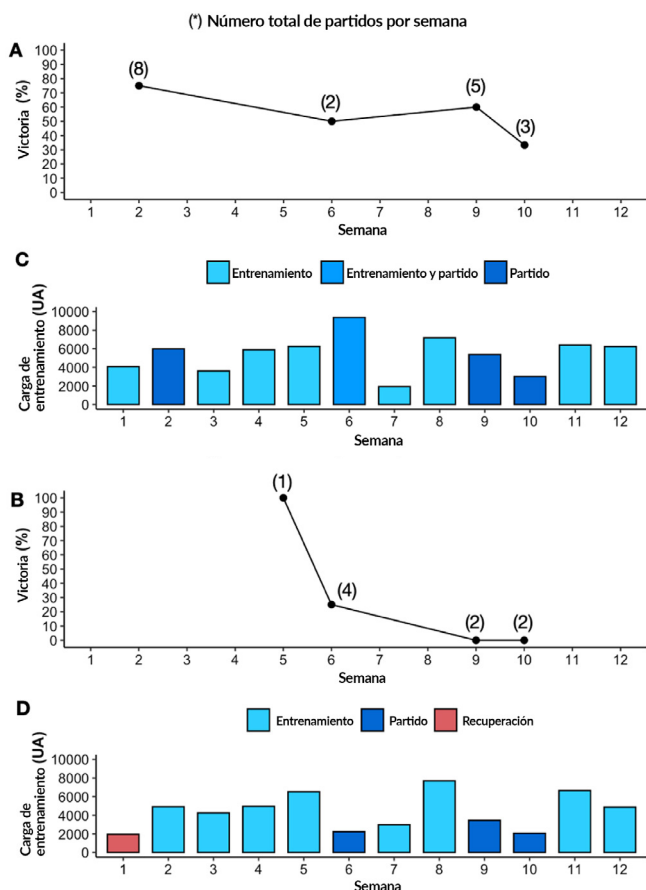 (*) Número total de partidos por semana
A
Victoria (%)
100
90
80
70
60
50
40
30
20
10
0
(8)
(2)
(5)
(3)
1 2 3 4 5 6 7 8 9 10 11 12
Semana
C
Entrenamiento Entrenamiento y partido Partido
Carga de
entrenamiento (UA)
10000
8000
6000
4000
2000
0
1 2 3 4 5 6 7 8 9 10 11 12
Semana
B
Victoria (%)
100
90
80
70
60
50
40
30
20
10
0
(1)
(4)
(2)
(2)
1 2 3 4 5 6 7 8 9 10 11 12
Semana
D
Entrenamiento Partido Recuperación
Carga de
entrenamiento (UA)
10000
8000
6000
4000
2000
0
1 2 3 4 5 6 7 8 9 10 11 12
Semana